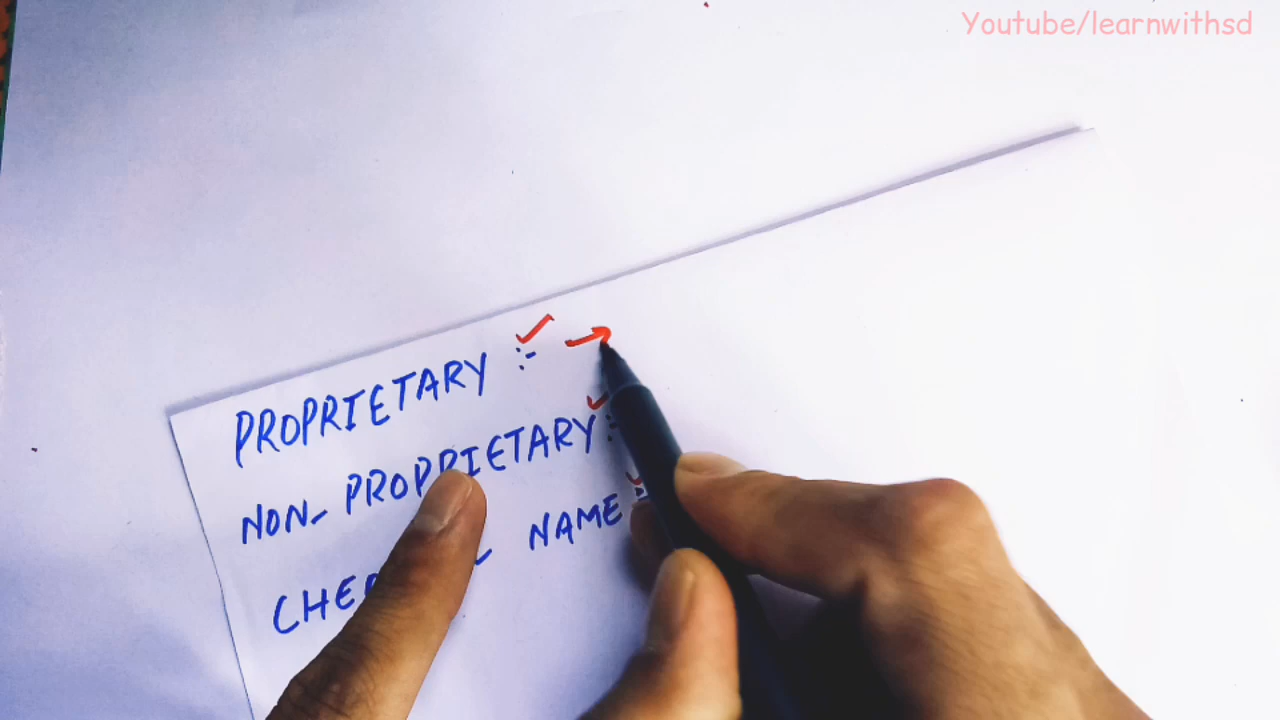 Youtube/learnwithsd
PROPRIETARY :-
NON-PROPRIETARY :
NAME :